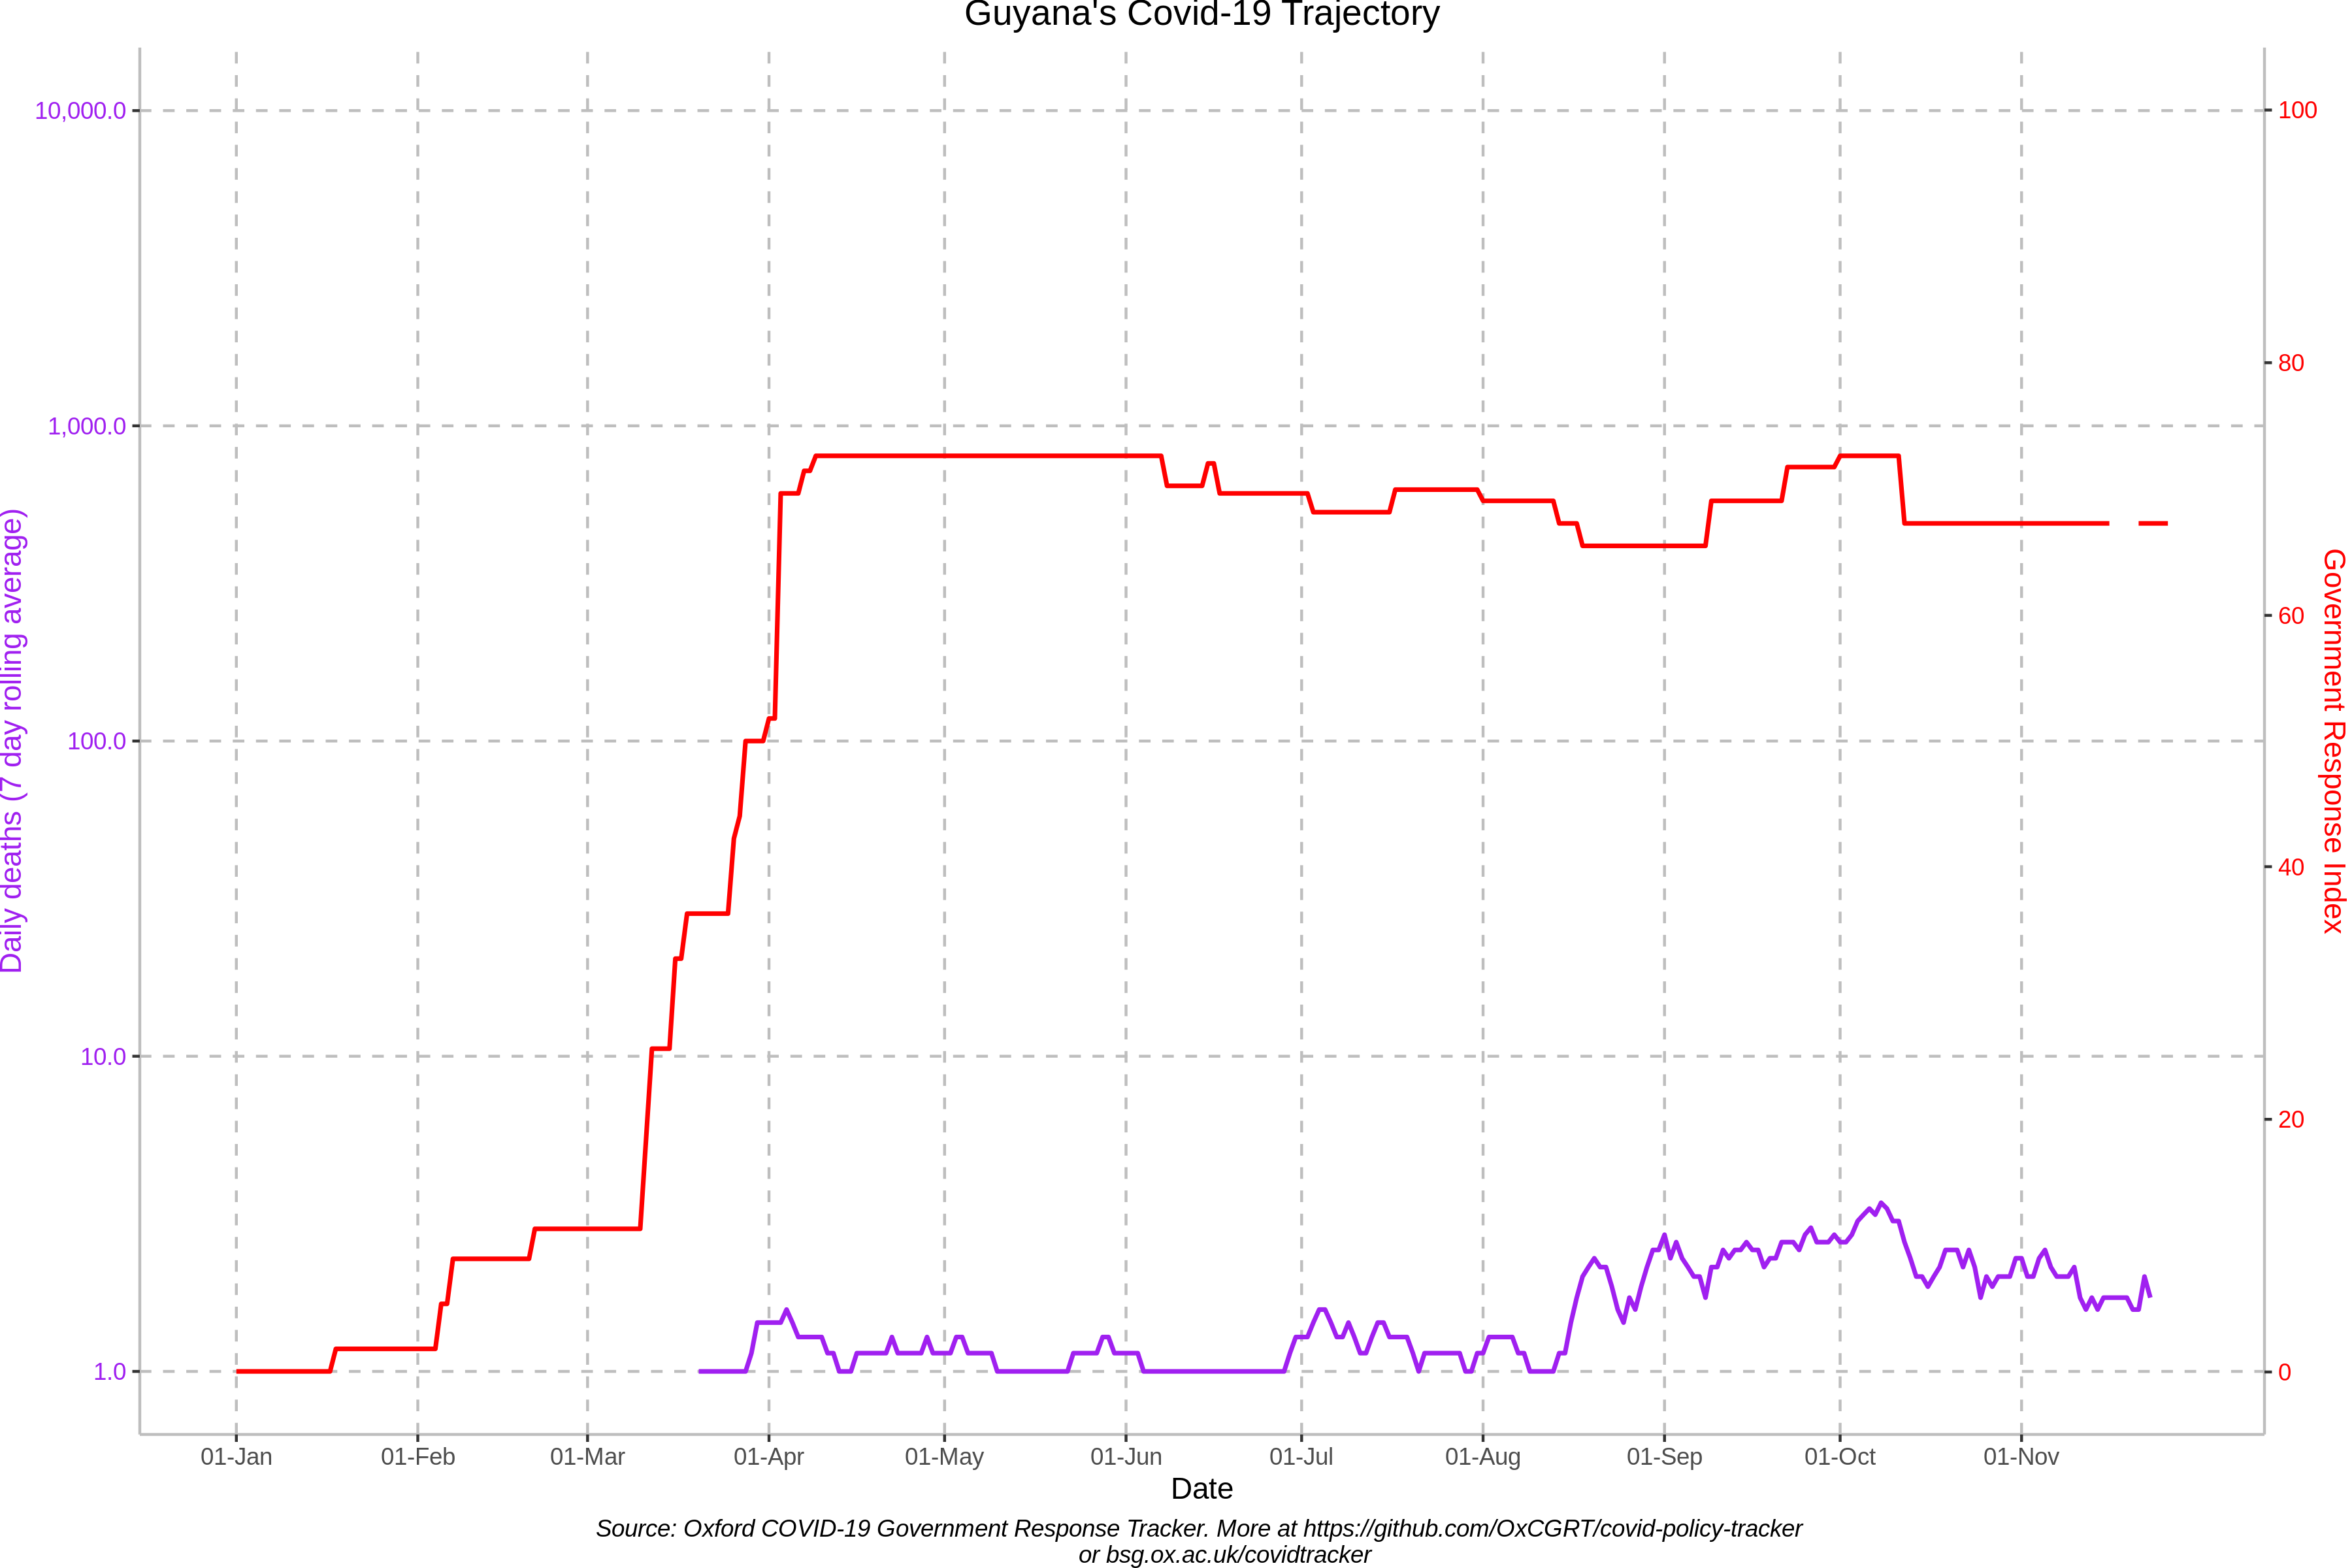 Guyana's Covid-19 Trajectory
10,000.0
1,000.0
100.0
10.0
1.0
Daily deaths (7 day rolling average)
100
80
60
40
20
0
Government Response Index
01-Jan 01-Feb 01-Mar 01-Apr 01-May 01-Jun 01-Jul 01-Aug 01-Sep 01-Oct 01-Nov
Date
Source: Oxford COVID-19 Government Response Tracker. More at https://github.com/OxCGRT/covid-policy-tracker
or bsg.ox.ac.uk/covidtracker